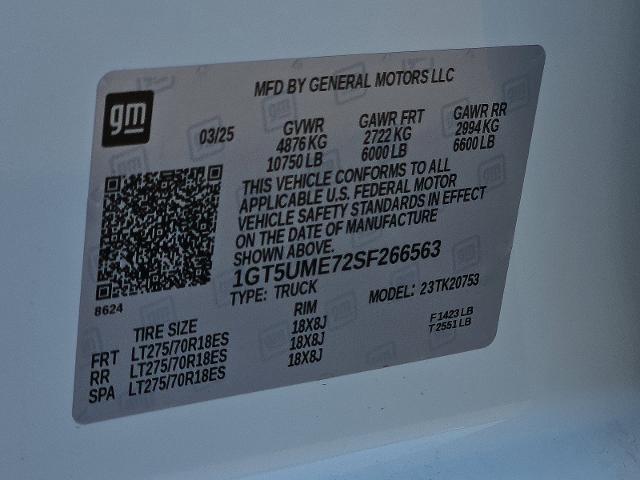 MFD BY GENERAL MOTORS LLC
gm
03/25 GVWR GAWR FRT GAWR RR
4876 KG 2722 KG 2994 KG
10750 LB 6000 LB 6600 LB
THIS VEHICLE CONFORMS TO ALL
APPLICABLE U.S. FEDERAL MOTOR
VEHICLE SAFETY STANDARDS IN EFFECT
ON THE DATE OF MANUFACTURE
SHOWN ABOVE.
1GT5UME72SF266563
TYPE: TRUCK MODEL: 23TK20753
8624
TIRE SIZE RIM
FRT LT275/70R18ES 18X8J F 1423 LB
RR LT275/70R18ES 18X8J T 2551 LB
SPA LT275/70R18ES 18X8J